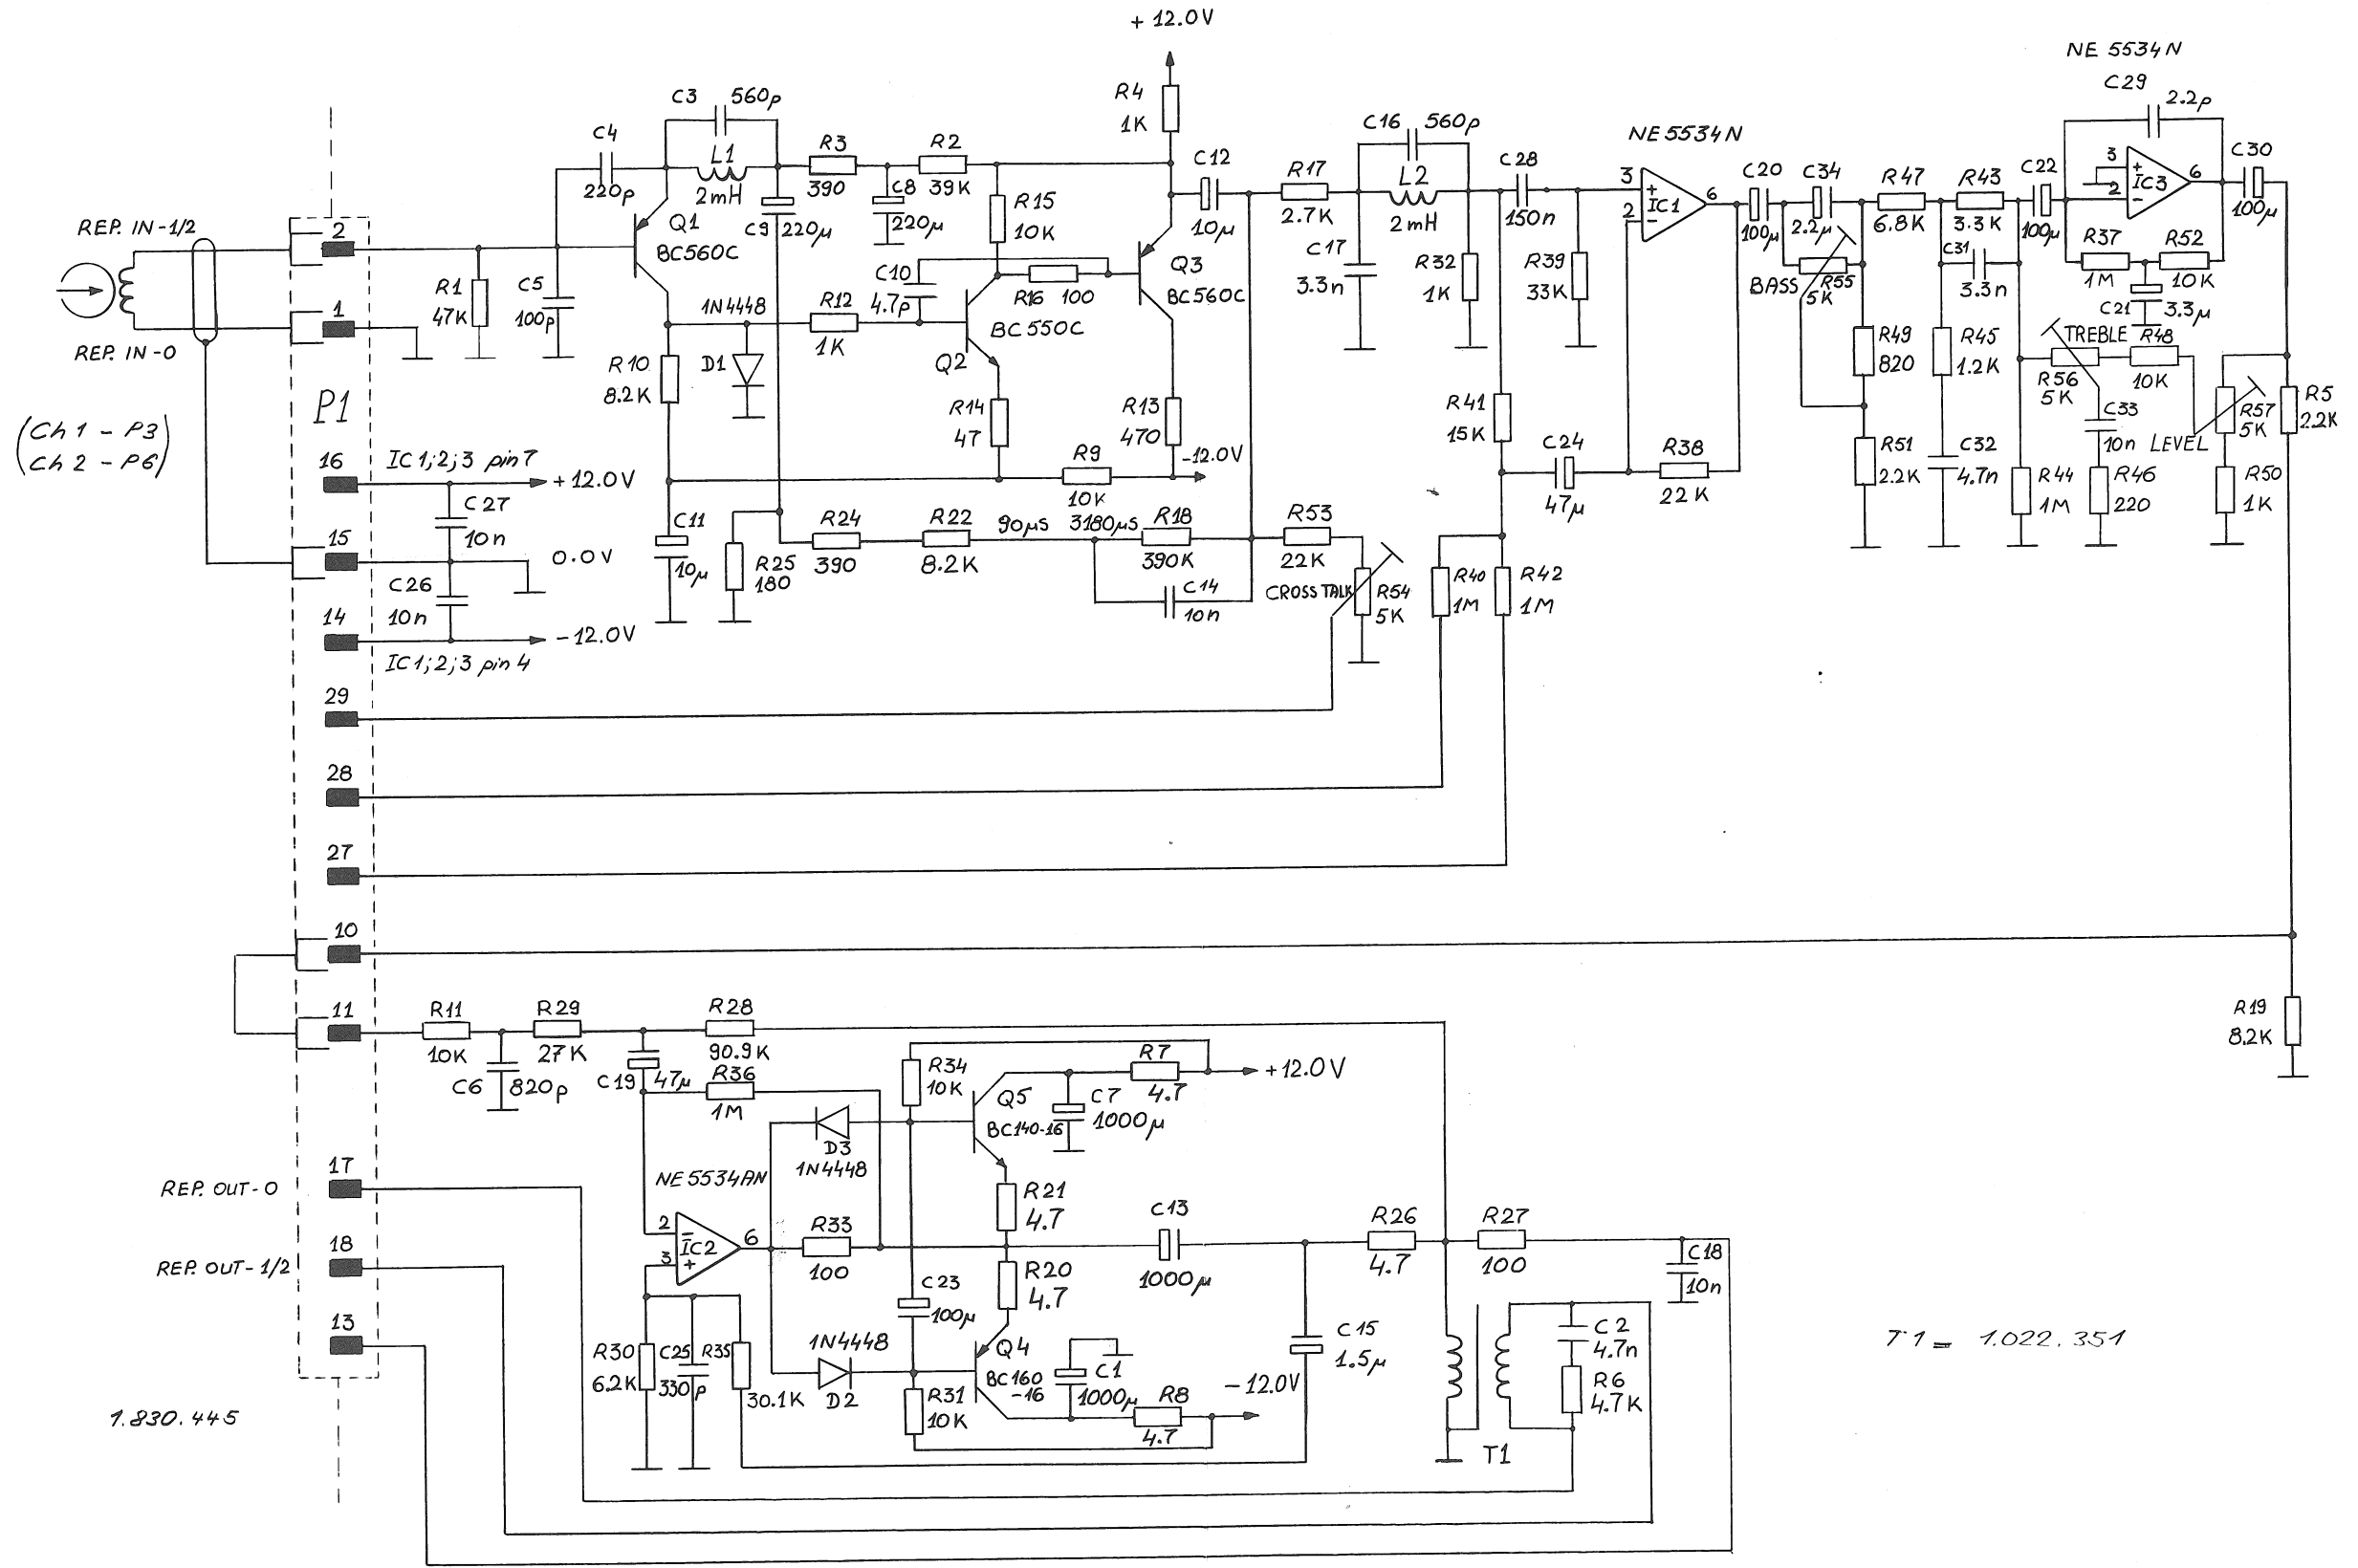 + 12.0V
NE 5534N
C29
2.2p
R4
1K
C3 560p
C16 560p
NE5534N
C4
220p
L1
2mH
R3
390
R2
39K
C12
10µ
R17
2.7K
L2
2mH
C28
150n
3
2
+
-
IC1
6
C20
100µ
C34
2.2µ
R47
6.8K
R43
3.3K
C22
100µ
3
2
+
-
IC3
6
C30
100µ
REP. IN-1/2
2
Q1
BC560C
C9 220µ
C8
220µ
R15
10K
R1
47K
C5
100p
1N4448
R12
1K
C10
4.7p
R16 100
Q3
BC560C
C17
3.3n
R32
1K
R39
33K
BASS R55
5K
C31
3.3n
R37
1M
R52
10K
C21 3.3µ
1
REP. IN-0
R10
8.2K
D1
BC550C
Q2
R49
820
R45
1.2K
TREBLE R48
10K
R56
5K
C33
10n
LEVEL
R57
5K
R5
2.2K
P1
(Ch 1 - P3)
(Ch 2 - P6)
R14
47
R13
470
R41
15K
C24
47µ
R38
22K
R51
2.2K
C32
4.7n
R44
1M
R46
220
R50
1K
16
IC1;2;3 pin7
+12.0V
R9
10K
-12.0V
C27
10n
15
0.0V
C11
10µ
R25
180
R24
390
R22
8.2K
90µs 3180µs
R18
390K
C14
10n
R53
22K
CROSS TALK R54
5K
R40
1M
R42
1M
C26
10n
14
-12.0V
IC1;2;3 pin 4
29
28
27
10
11
R11
10K
R29
27K
R28
90.9K
R19
8.2K
C6 820p
C19 47µ
R36
1M
R34
10K
Q5
BC140-16
C7
1000µ
R7
4.7
+12.0V
D3
1N4448
NE5534AN
17
REP. OUT-0
2
3
-
+
IC2
6
R33
100
R21
4.7
C13
1000µ
R26
4.7
R27
100
C18
10n
18
REP. OUT-1/2
R20
4.7
C23
100µ
13
R30
6.2K
C25
330p
R35
30.1K
1N4448
D2
Q4
BC160
-16
C1
1000µ
R31
10K
R8
4.7
-12.0V
C15
1.5µ
C2
4.7n
R6
4.7K
T1
T1 = 1.022.351
1.830.445